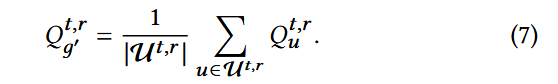 $Q_{g'}^{t,r} = \frac{1}{|\mathcal{U}^{t,r}|} \sum_{u \in \mathcal{U}^{t,r}} Q_u^{t,r}.$ (7)